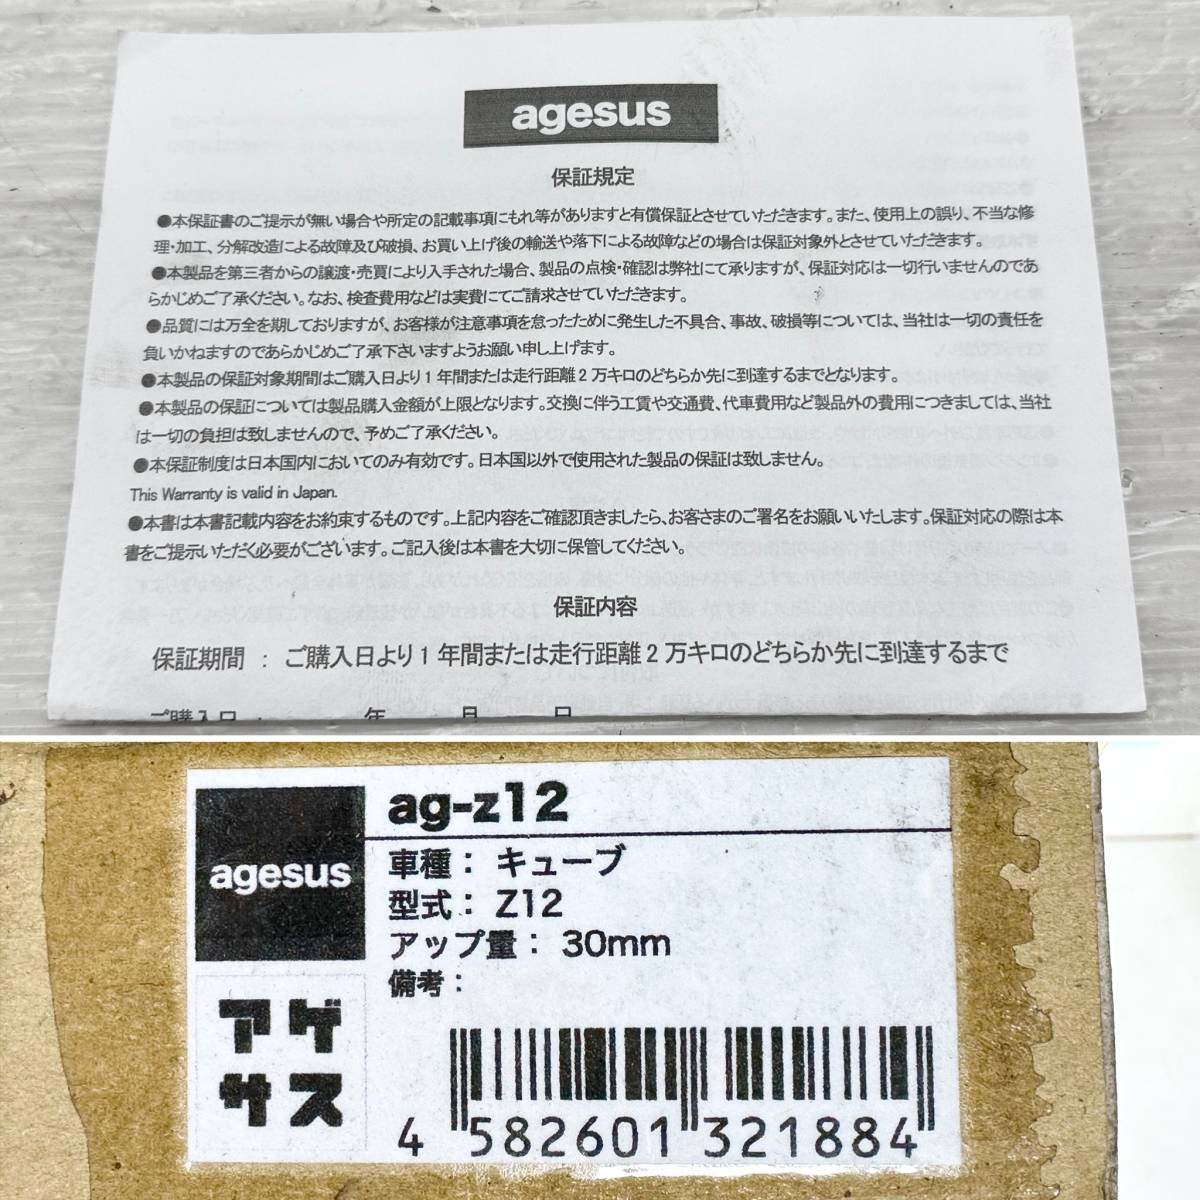 agesus
保証規定
●本保証書のご提示が無い場合や所定の記載事項にもれ等がありますと有償保証とさせていただきます。また、使用上の誤り、不当な修
理・加工、分解改造による故障及び破損、お買い上げ後の輸送や落下による故障などの場合は保証対象外とさせていただきます。
●本製品を第三者からの譲渡・売買により入手された場合、製品の点検・確認は弊社にて承りますが、保証対応は一切行いませんのであ
らかじめご了承ください。なお、検査費用などは実費にてご請求させていただきます。
●品質には万全を期しておりますが、お客様が注意事項を怠ったために発生した不具合、事故、破損等については、当社は一切の責任を
負いかねますのであらかじめご了承下さいますようお願い申し上げます。
●本製品の保証対象期間はご購入日より1年間または走行距離2万キロのどちらか先に到達するまでとなります。
●本製品の保証については製品購入金額が上限となります。交換に伴う工賃や交通費、代車費用など製品外の費用につきましては、当社
は一切の負担は致しませんので、予めご了承ください。
●本保証制度は日本国内においてのみ有効です。日本国以外で使用された製品の保証は致しません。
This Warranty is valid in Japan.
●本書は本書記載内容をお約束するものです。上記内容をご確認頂きましたら、お客さまのご署名をお願いいたします。保証対応の際は本
書をご提示いただく必要がございます。ご記入後は本書を大切に保管してください。
保証内容
保証期間 : ご購入日より1年間または走行距離2万キロのどちらか先に到達するまで
ご購入日 : 年 月 日
agesus
アゲ
サス
ag-z12
車種： キューブ
型式： Z12
アップ量： 30mm
備考：
4 582601 321884